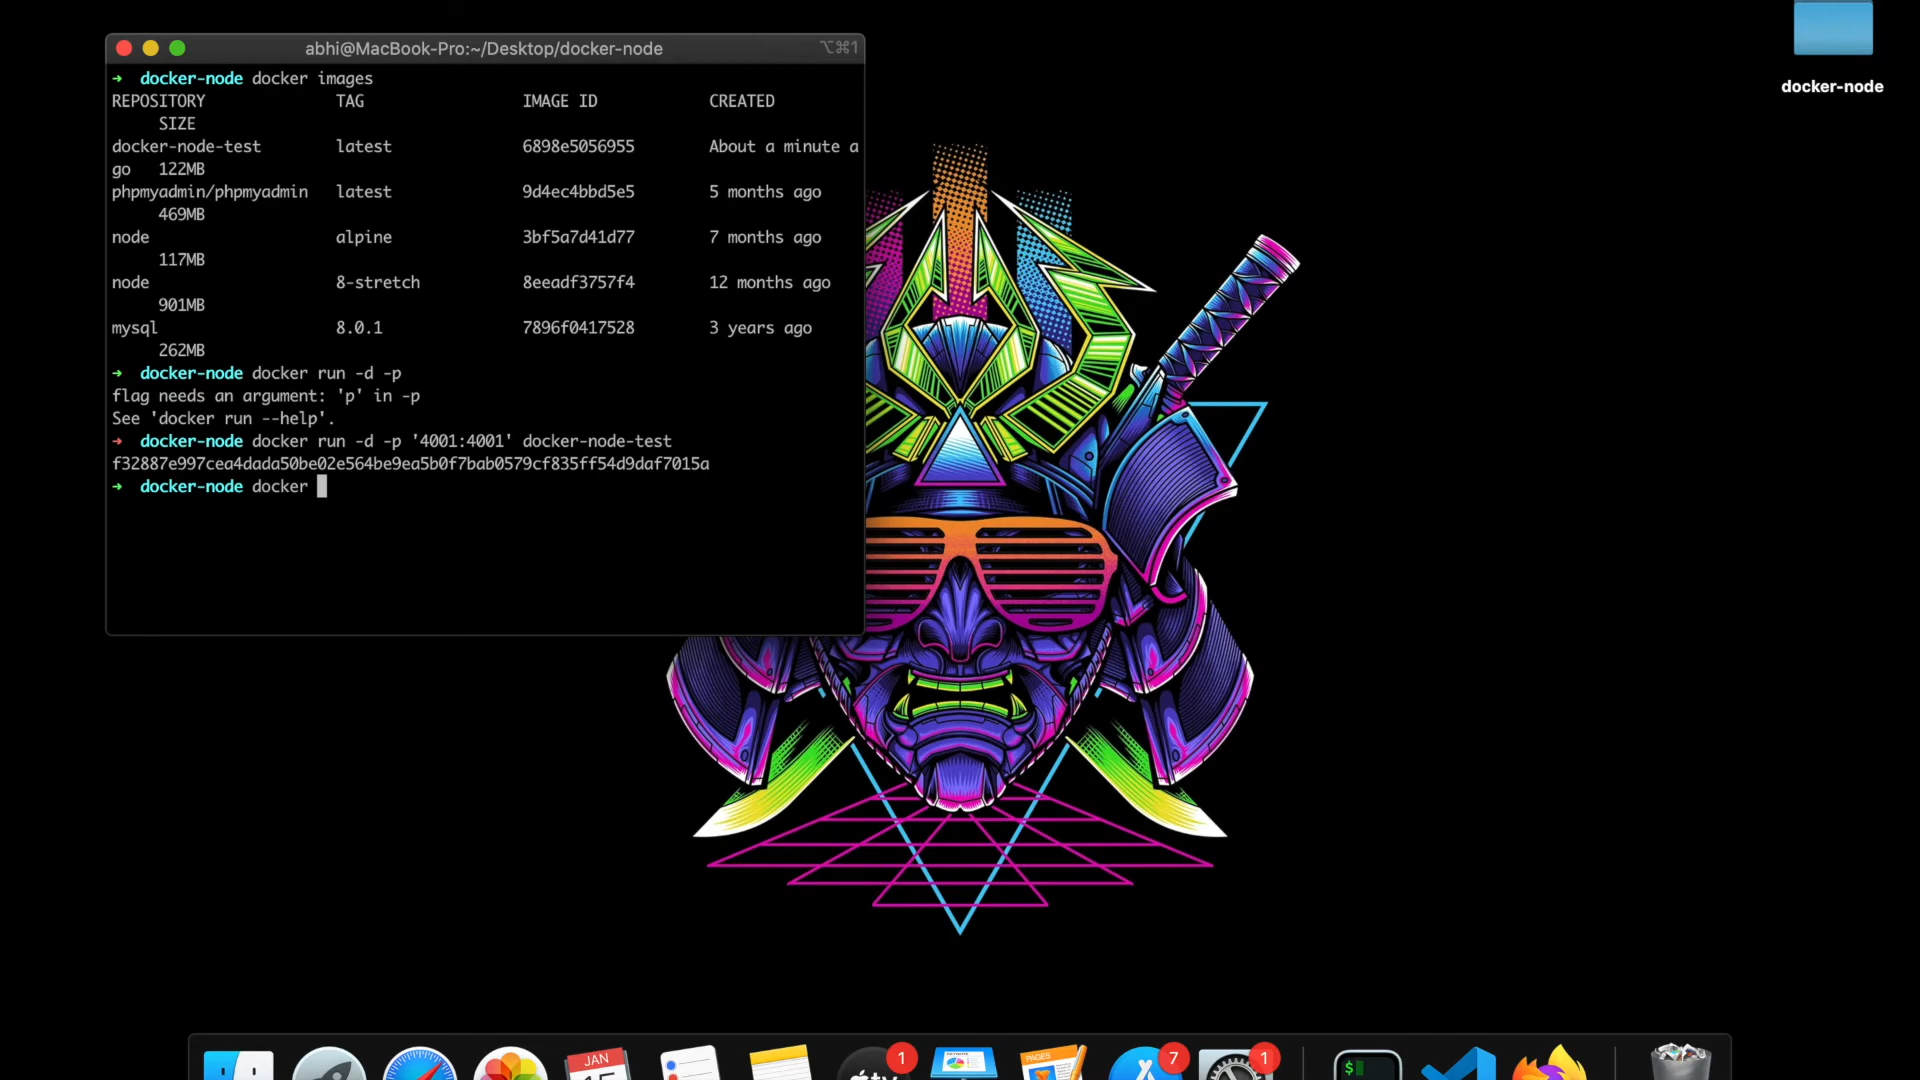 abhi@MacBook-Pro:~/Desktop/docker-node ⌥⌘1
➜ docker-node docker images
REPOSITORY TAG IMAGE ID CREATED
SIZE
docker-node-test latest 6898e5056955 About a minute a
go 122MB
phpmyadmin/phpmyadmin latest 9d4ec4bbd5e5 5 months ago
469MB
node alpine 3bf5a7d41d77 7 months ago
117MB
node 8-stretch 8eeadf3757f4 12 months ago
901MB
mysql 8.0.1 7896f0417528 3 years ago
262MB
➜ docker-node docker run -d -p
flag needs an argument: 'p' in -p
See 'docker run --help'.
➜ docker-node docker run -d -p '4001:4001' docker-node-test
f32887e997cea4dada50be02e564be9ea5b0f7bab0579cf835ff54d9daf7015a
➜ docker-node docker
docker-node
JAN
1
KEYNOTE
PAGES
7
1
$